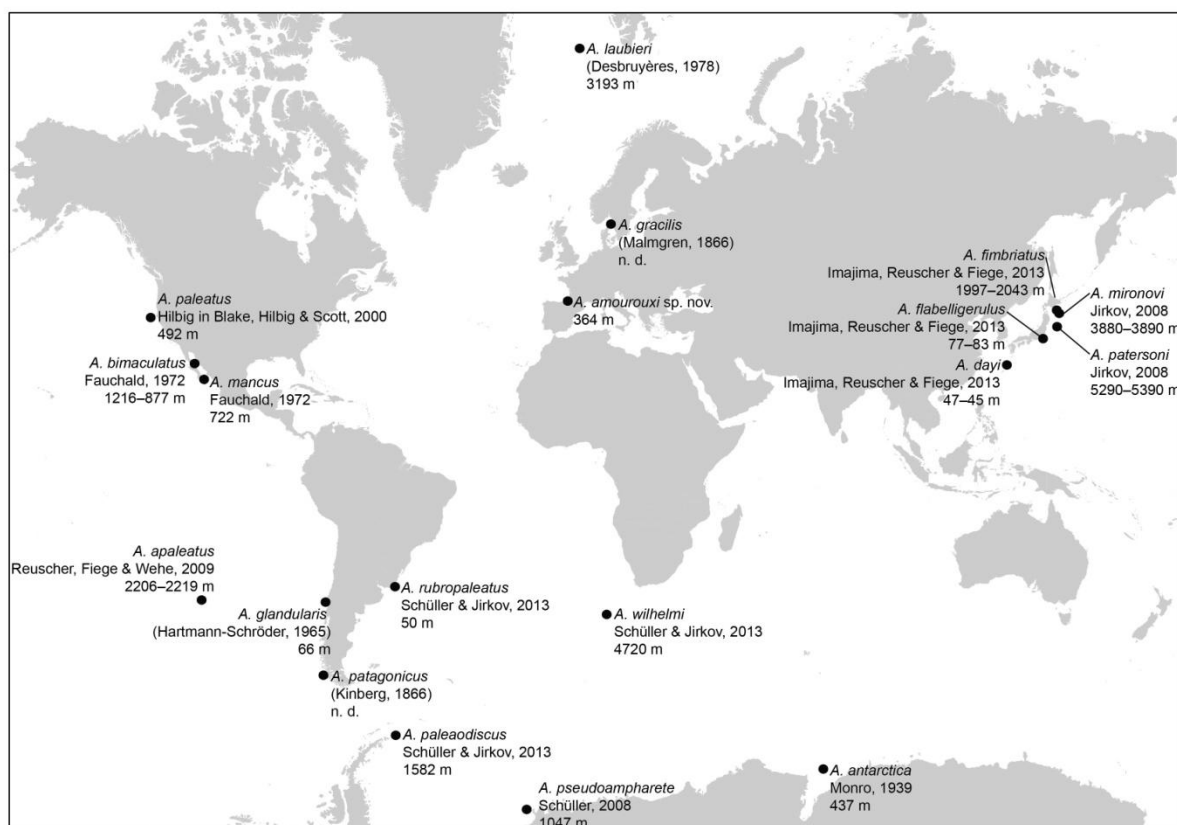 A. laubieri
(Desbruyères, 1978)
3193 m
A. gracilis
(Malmgren, 1866)
n. d.
A. fimbriatus
Imajima, Reuscher & Fiege, 2013
1997–2043 m
A. mironovi
Jirkov, 2008
3880–3890 m
A. paleatus
Hilbig in Blake, Hilbig & Scott, 2000
492 m
A. amourouxi sp. nov.
364 m
A. flabelligerulus
Imajima, Reuscher & Fiege, 2013
77–83 m
A. patersoni
Jirkov, 2008
5290–5390 m
A. bimaculatus
Fauchald, 1972
1216–877 m
A. mancus
Fauchald, 1972
722 m
A. dayi
Imajima, Reuscher & Fiege, 2013
47–45 m
A. apaleatus
Reuscher, Fiege & Wehe, 2009
2206–2219 m
A. glandularis
(Hartmann-Schröder, 1965)
66 m
A. rubropaleatus
Schüller & Jirkov, 2013
50 m
A. wilhelmi
Schüller & Jirkov, 2013
4720 m
A. patagonicus
(Kinberg, 1866)
n. d.
A. paleaodiscus
Schüller & Jirkov, 2013
1582 m
A. pseudoampharete
Schüller, 2008
1047 m
A. antarctica
Monro, 1939
437 m